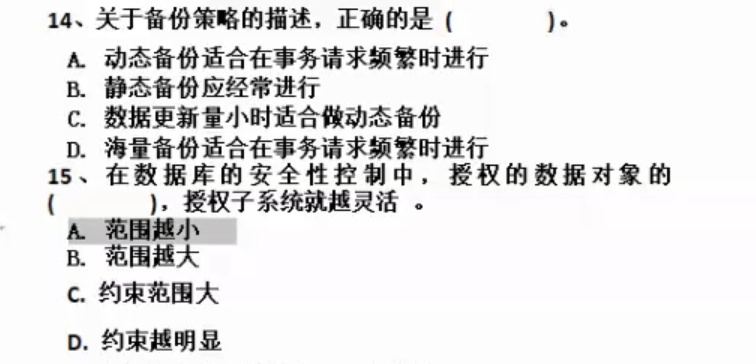 14、关于备份策略的描述，正确的是 (　　　)。
A. 动态备份适合在事务请求频繁时进行
B. 静态备份应经常进行
C. 数据更新量小时适合做动态备份
D. 海量备份适合在事务请求频繁时进行
15、在数据库的安全性控制中，授权的数据对象的
(　　　)，授权子系统就越灵活 。
A. 范围越小
B. 范围越大
C. 约束范围大
D. 约束越明显